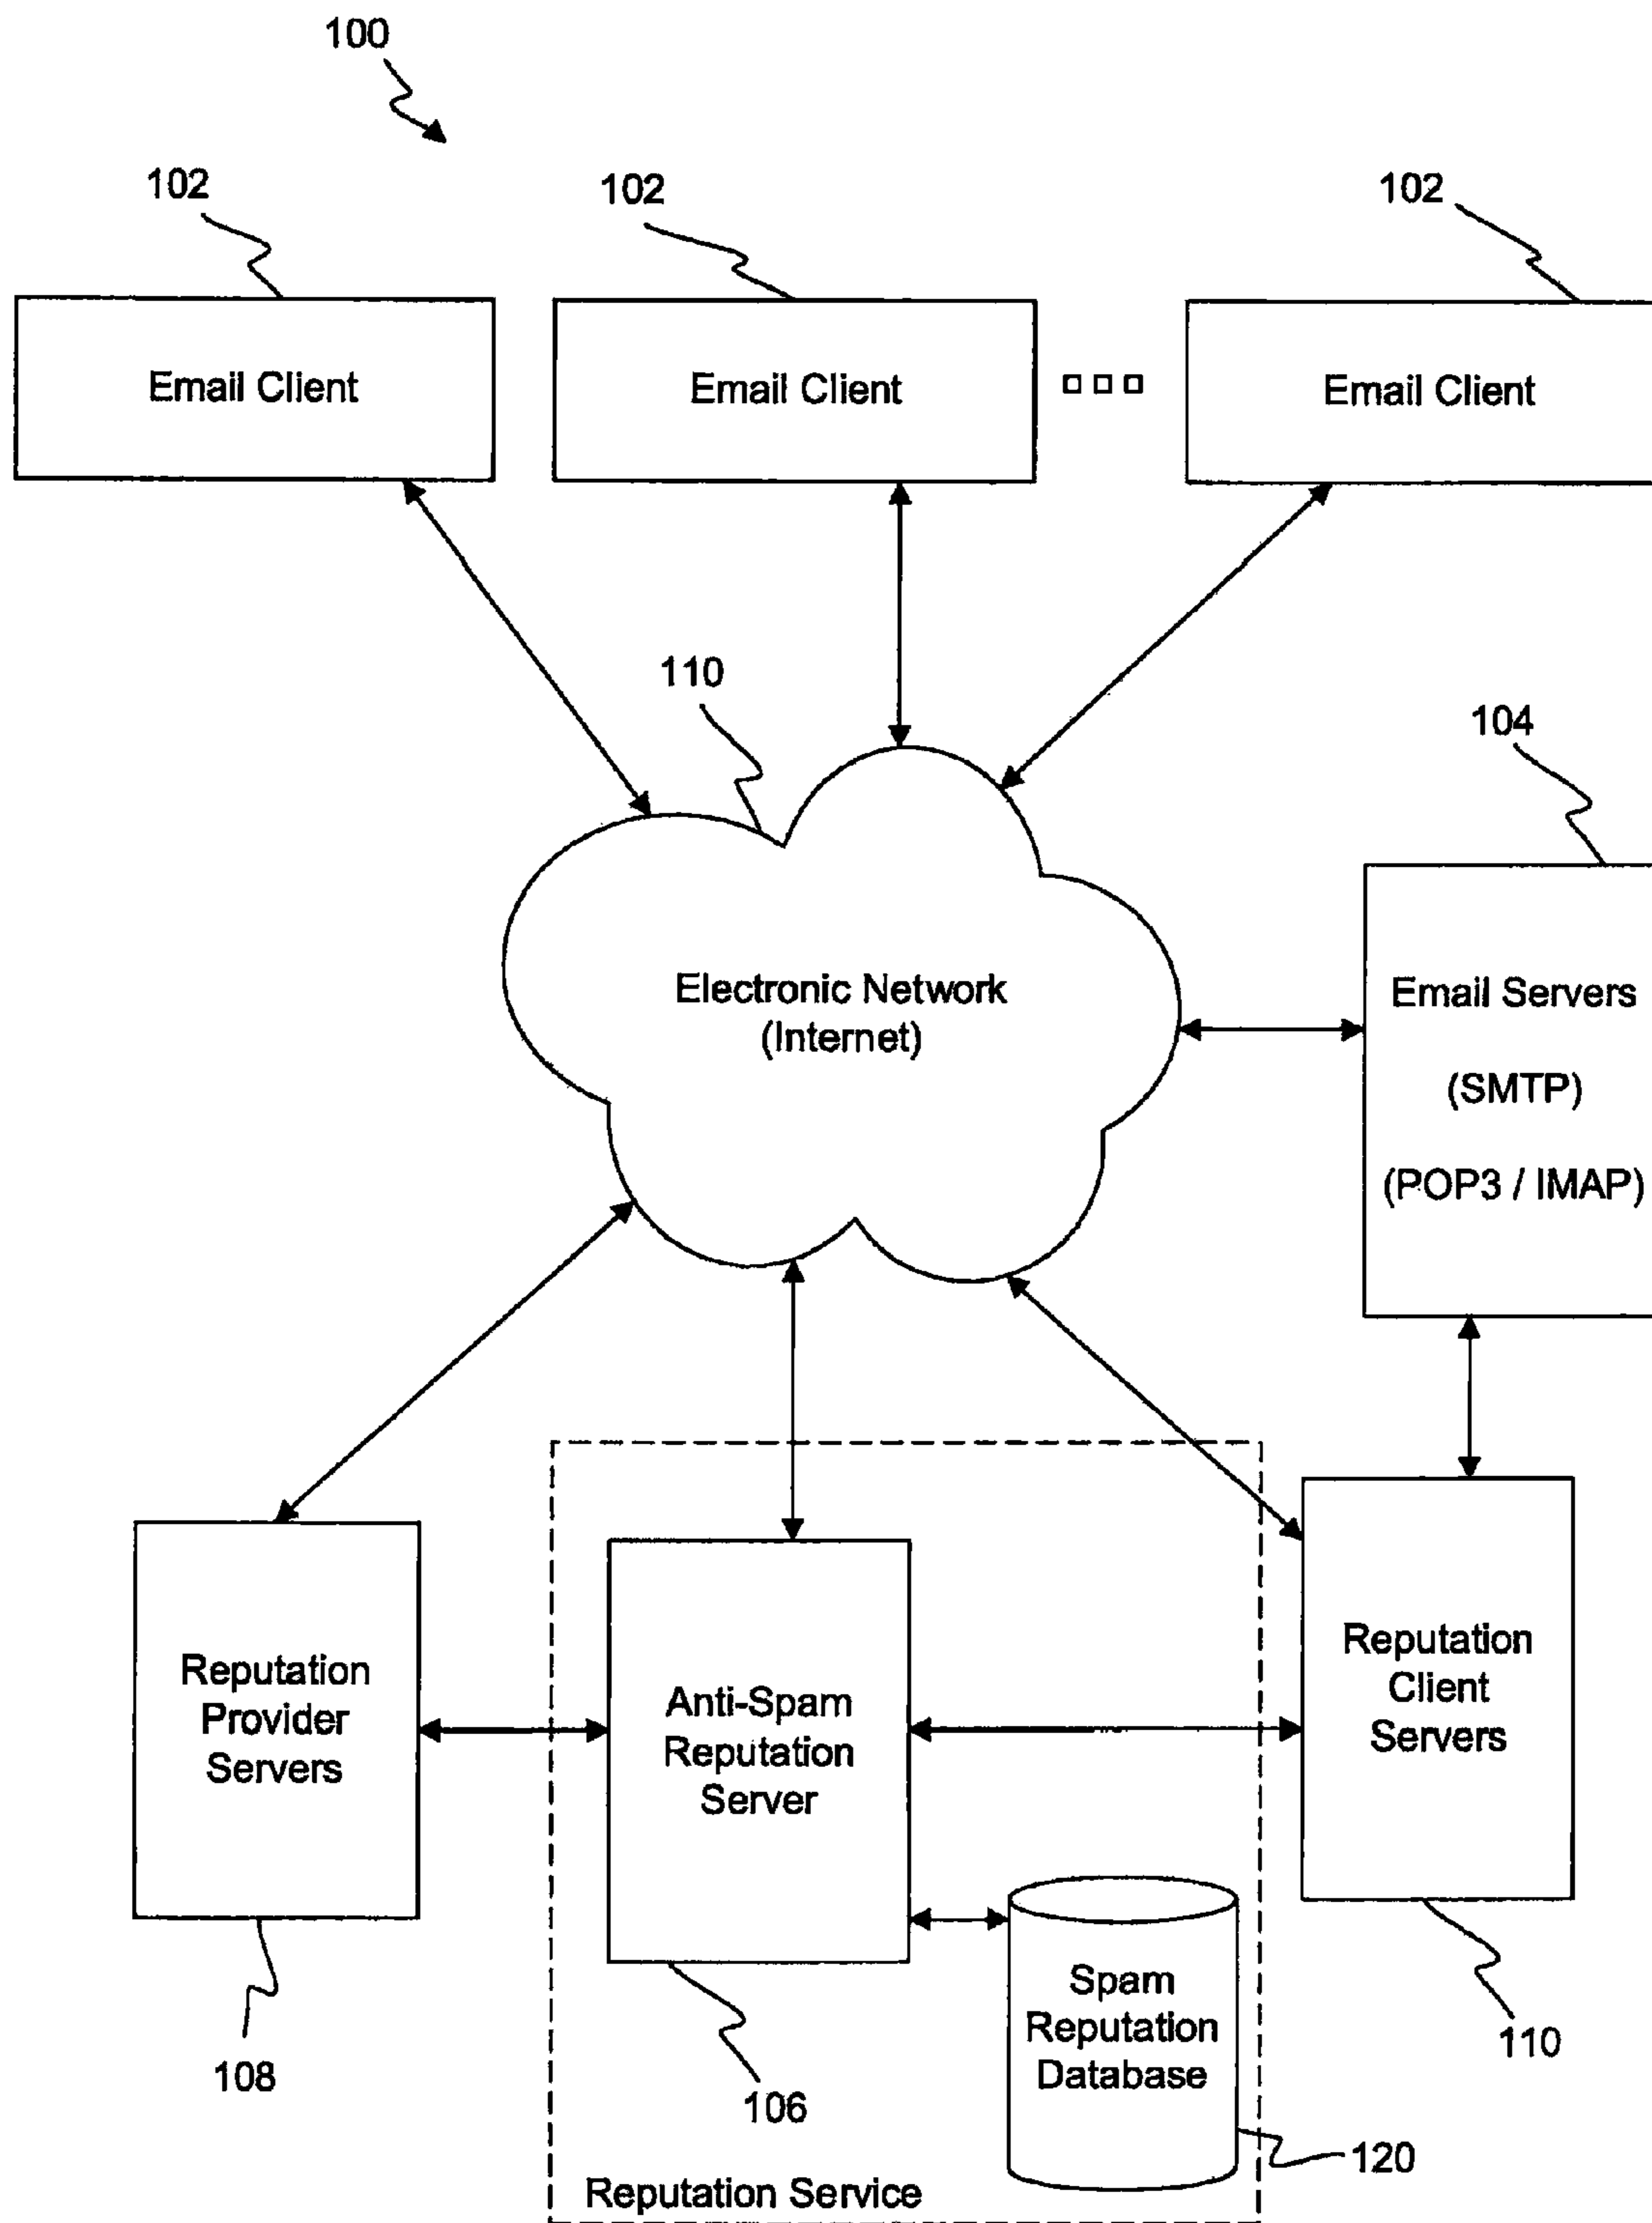 100
102
102
102
Email Client
Email Client
Email Client
110
104
Electronic Network
(Internet)
Email Servers
(SMTP)
(POP3 / IMAP)
Reputation
Provider
Servers
Anti-Spam
Reputation
Server
Reputation
Client
Servers
Spam
Reputation
Database
108
106
110
120
Reputation Service